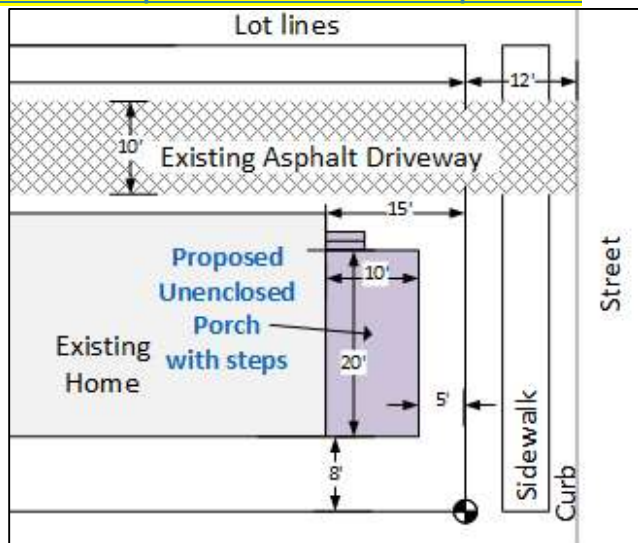 Lot lines
12'
10'
Existing Asphalt Driveway
15'
Proposed
Unenclosed
Porch
with steps
10'
20'
Existing
Home
5'
8'
Sidewalk
Curb
Street